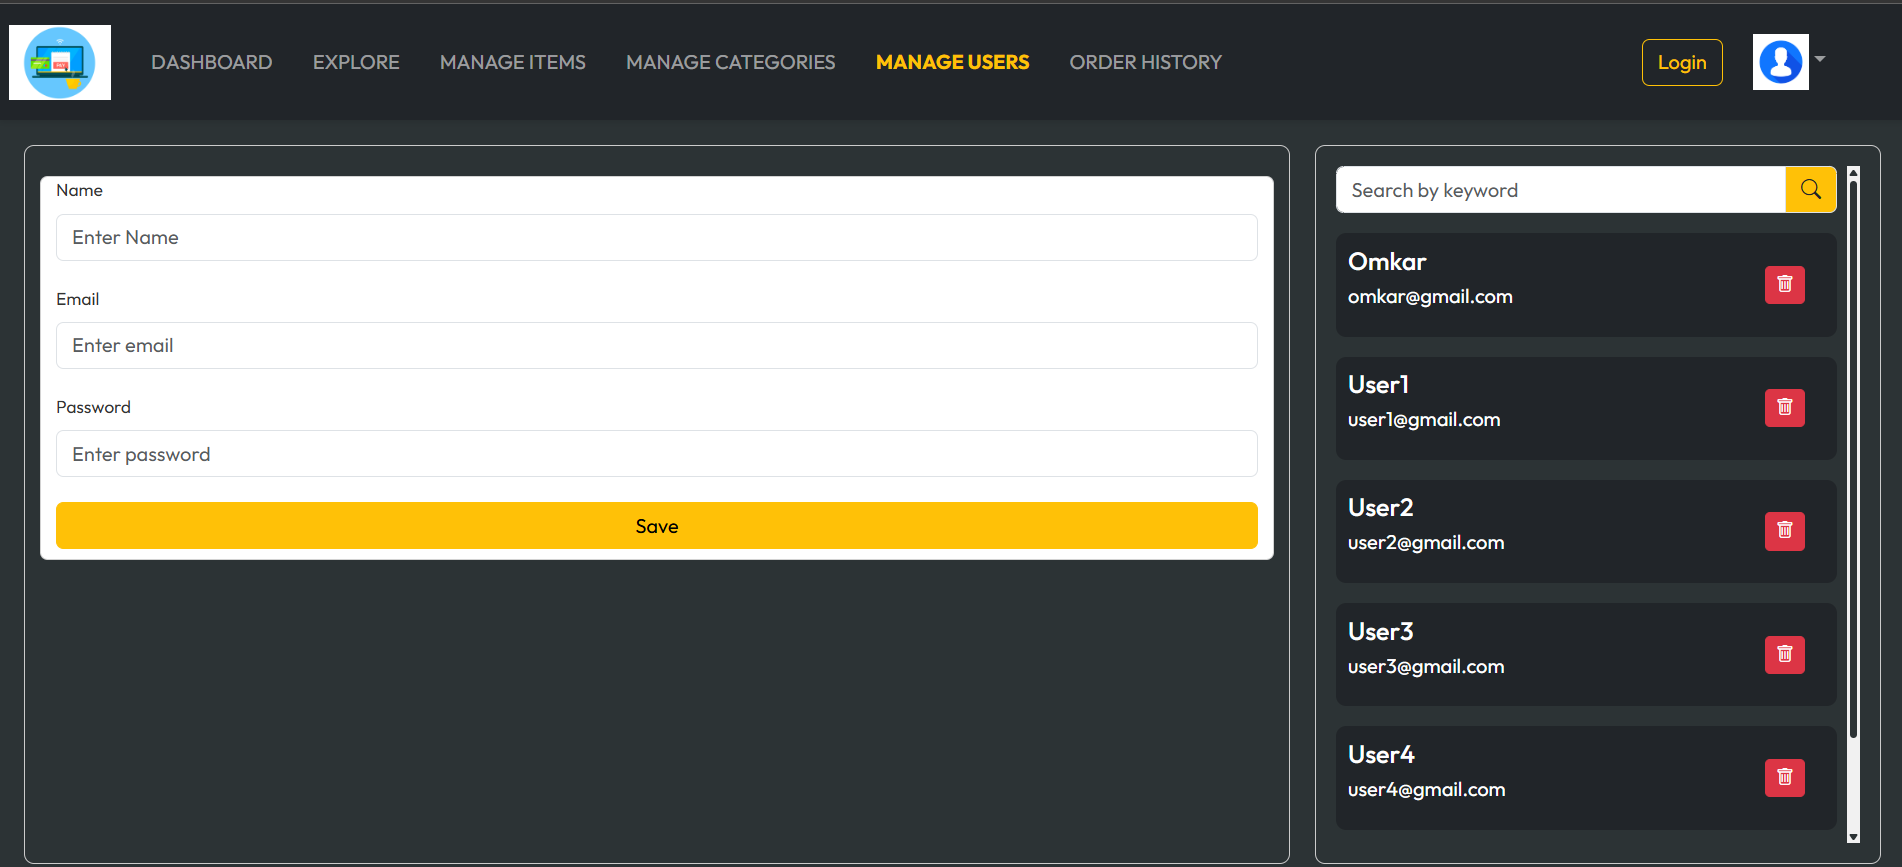 DASHBOARD EXPLORE MANAGE ITEMS MANAGE CATEGORIES MANAGE USERS ORDER HISTORY Login
Name
Enter Name
Email
Enter email
Password
Enter password
Save
Search by keyword
Omkar
omkar@gmail.com
User1
user1@gmail.com
User2
user2@gmail.com
User3
user3@gmail.com
User4
user4@gmail.com